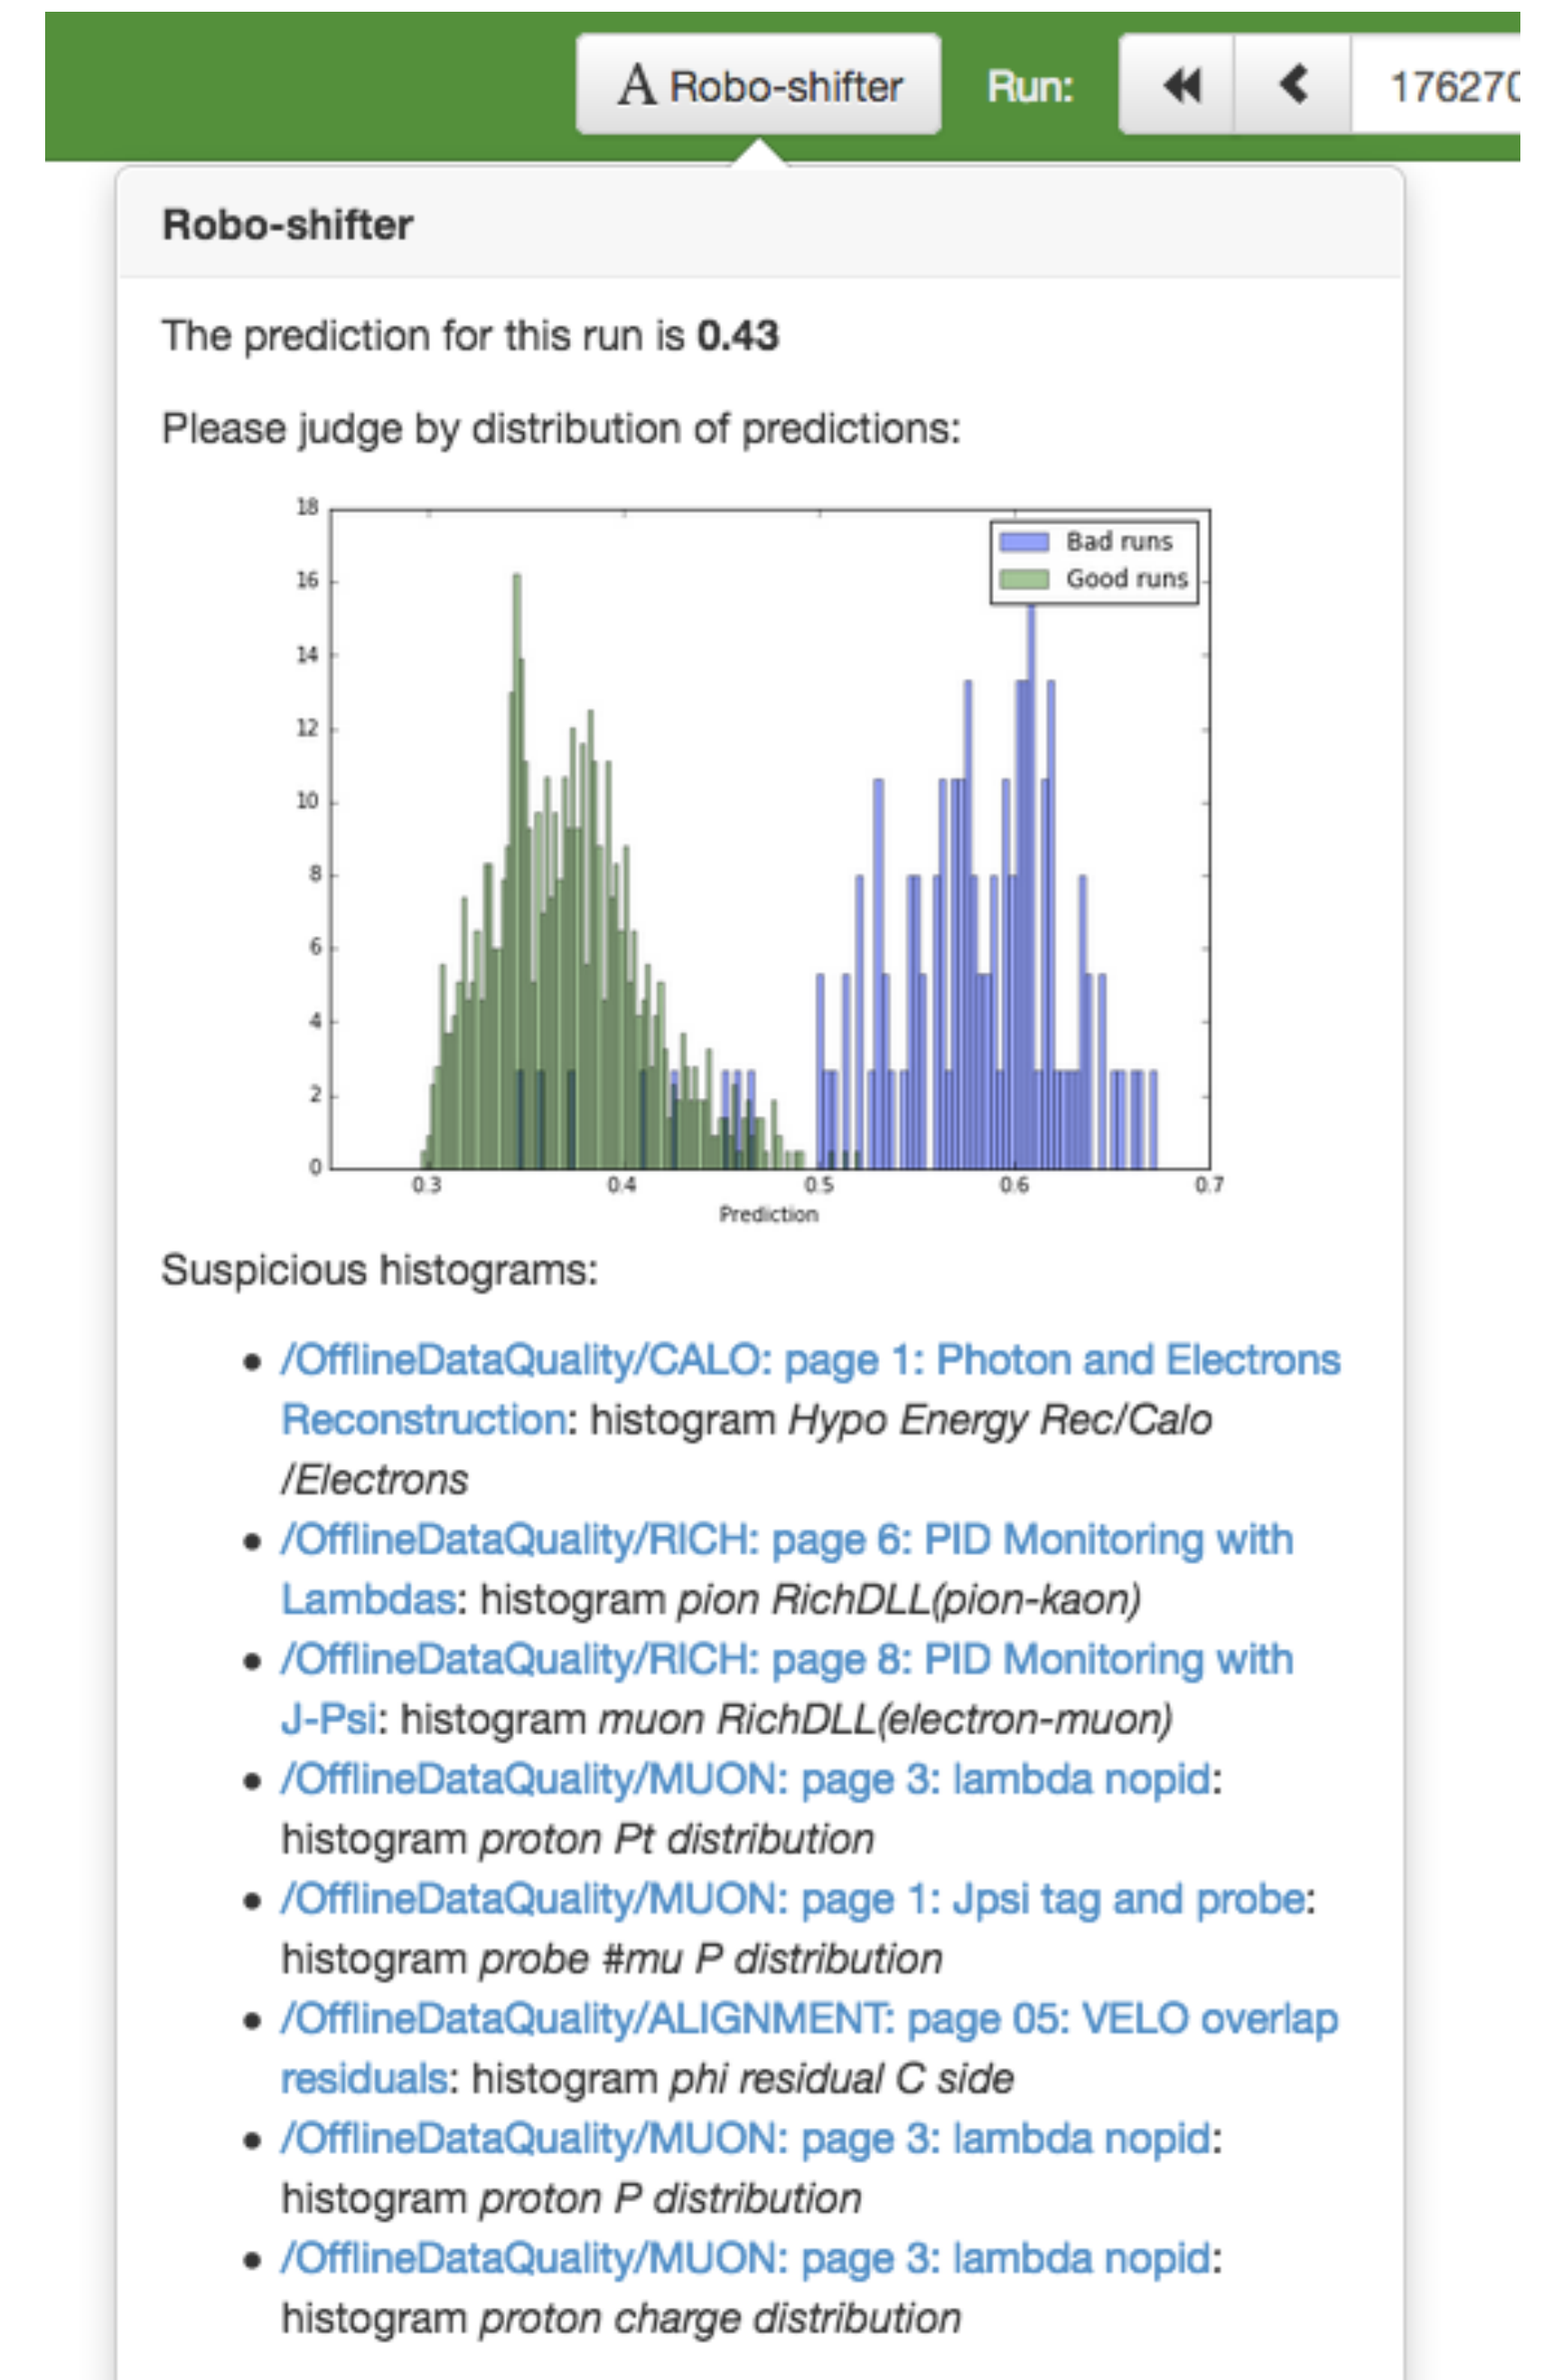 A Robo-shifter Run: 176270
Robo-shifter
The prediction for this run is 0.43
Please judge by distribution of predictions:
18
16
14
12
10
8
6
4
2
0
Bad runs
Good runs
0.3 0.4 0.5 0.6 0.7
Prediction
Suspicious histograms:
• /OfflineDataQuality/CALO: page 1: Photon and Electrons
Reconstruction: histogram Hypo Energy Rec/Calo
/Electrons
• /OfflineDataQuality/RICH: page 6: PID Monitoring with
Lambdas: histogram pion RichDLL(pion-kaon)
• /OfflineDataQuality/RICH: page 8: PID Monitoring with
J-Psi: histogram muon RichDLL(electron-muon)
• /OfflineDataQuality/MUON: page 3: lambda nopid:
histogram proton Pt distribution
• /OfflineDataQuality/MUON: page 1: Jpsi tag and probe:
histogram probe #mu P distribution
• /OfflineDataQuality/ALIGNMENT: page 05: VELO overlap
residuals: histogram phi residual C side
• /OfflineDataQuality/MUON: page 3: lambda nopid:
histogram proton P distribution
• /OfflineDataQuality/MUON: page 3: lambda nopid:
histogram proton charge distribution